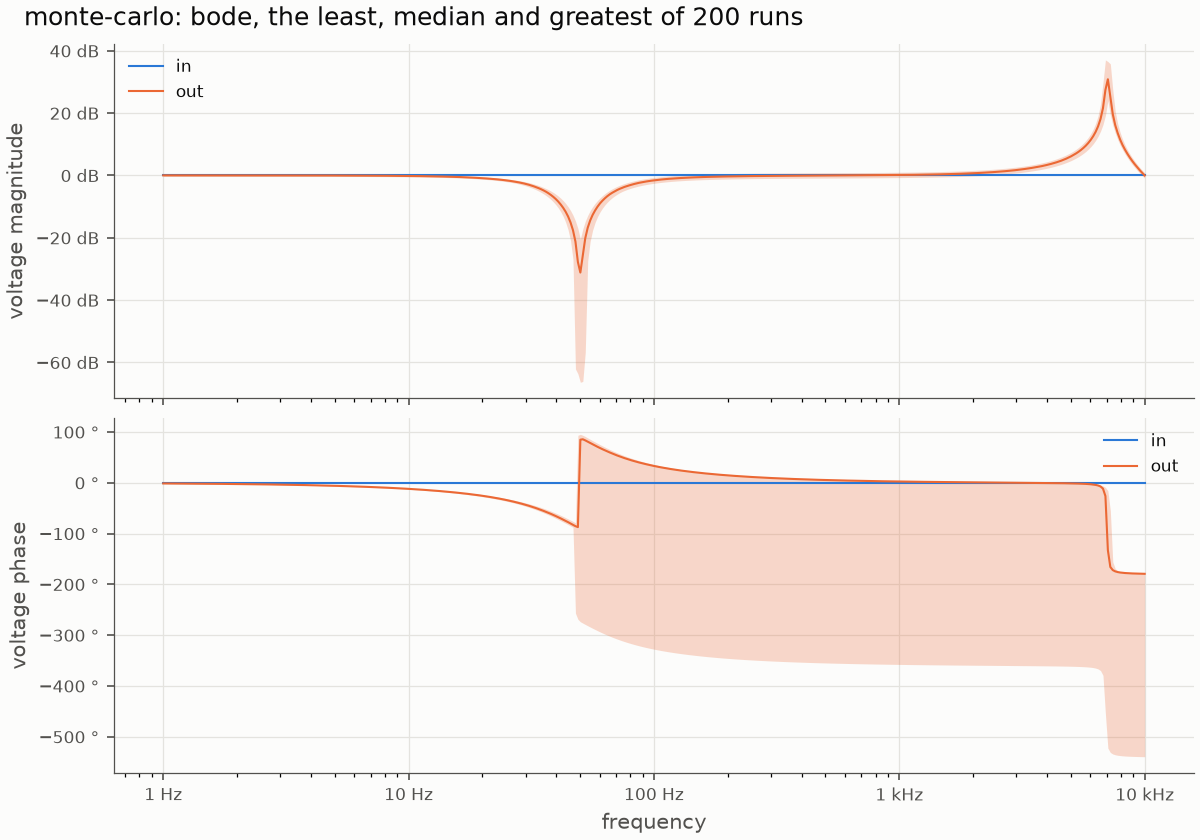 monte-carlo: bode, the least, median and greatest of 200 runs
voltage magnitude
40 dB
20 dB
0 dB
−20 dB
−40 dB
−60 dB
in
out
voltage phase
100 °
0 °
−100 °
−200 °
−300 °
−400 °
−500 °
in
out
1 Hz
10 Hz
100 Hz
1 kHz
10 kHz
frequency